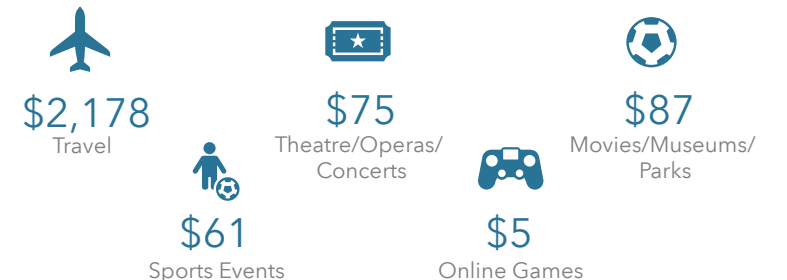 $2,178
Travel
$75
Theatre/Operas/
Concerts
$87
Movies/Museums/
Parks
$61
Sports Events
$5
Online Games